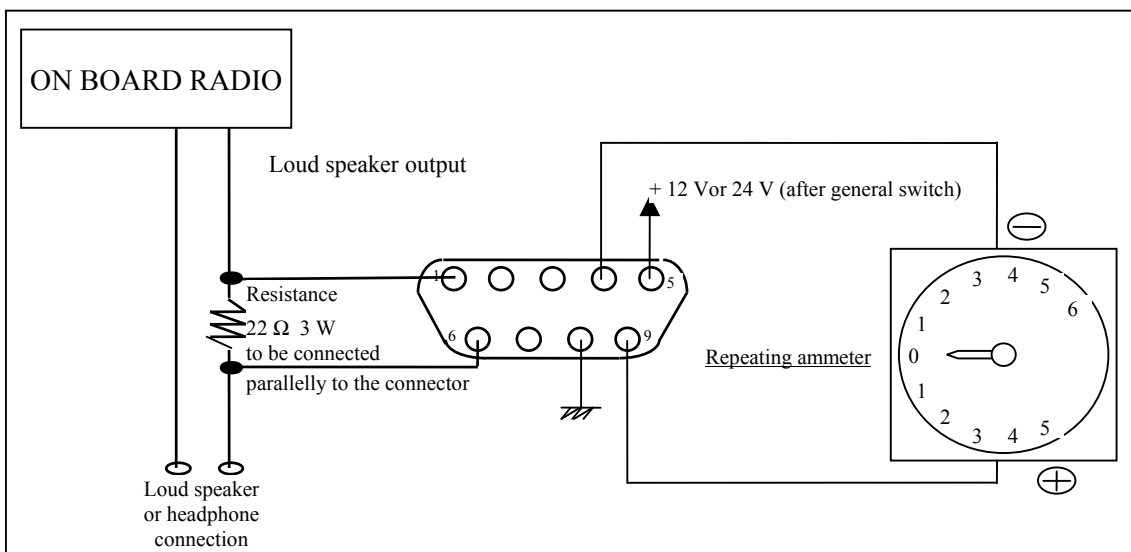 ON BOARD RADIO
Loud speaker output
+ 12 Vor 24 V (after general switch)
1
5
6
9
Resistance
22 Ω 3 W
to be connected
parallelly to the connector
Loud speaker
or headphone
connection
Repeating ammeter
−
4
3
5
2
6
1
0
1
2
3
4
5
+